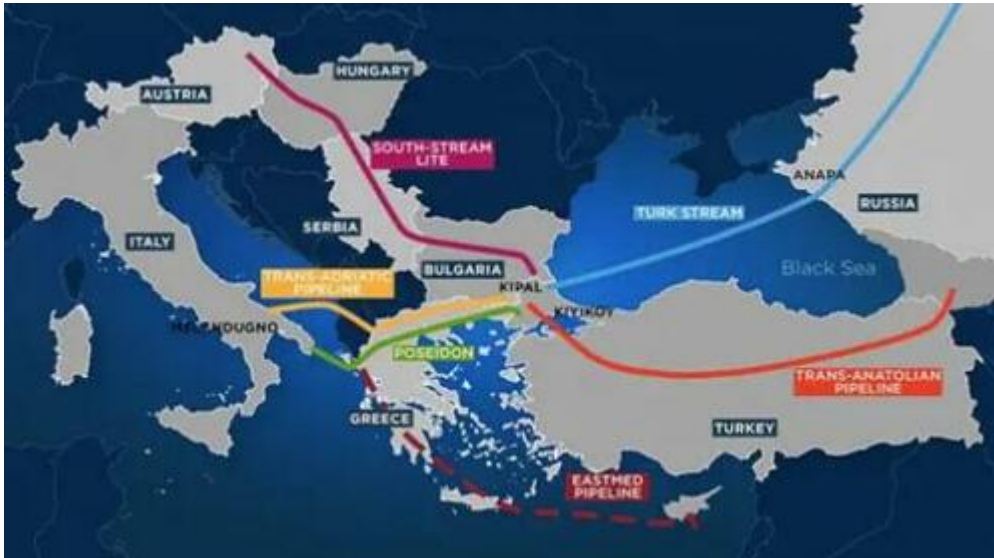 HUNGARY
AUSTRIA
SOUTH-STREAM
LITE
ANAPA
RUSSIA
TURK STREAM
SERBIA
ITALY
BULGARIA
Black Sea
TRANS-ADRIATIC
PIPELINE
KIPAL
KIYIKOY
MELENDUGNO
POSEIDON
TRANS-ANATOLIAN
PIPELINE
GREECE
TURKEY
EASTMED
PIPELINE